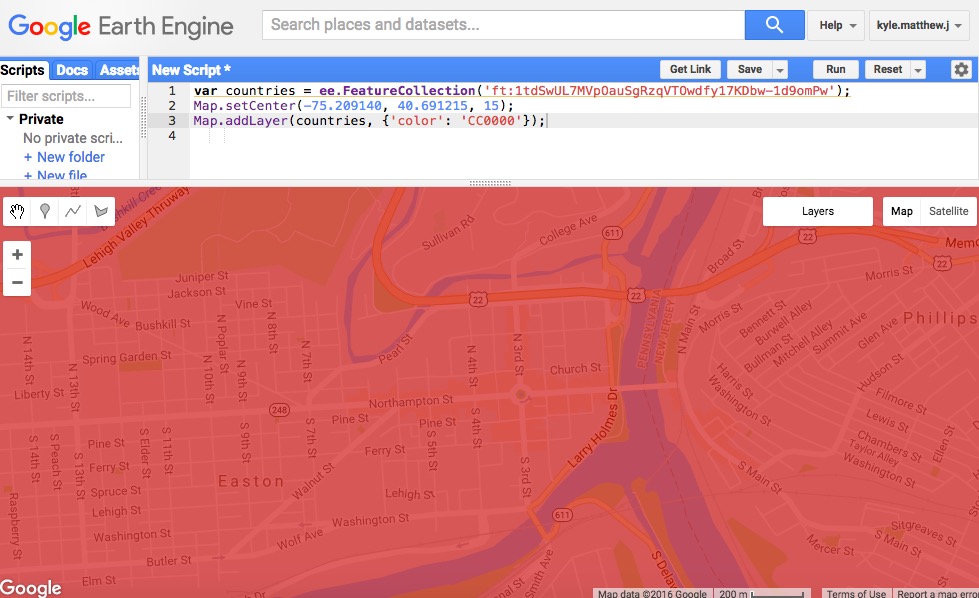 Google Earth Engine
Search places and datasets...
Help
kyle.matthew.j
Scripts Docs Assets
New Script *
Get Link Save Run Reset
Filter scripts...
Private
No private scri...
+ New folder
+ New file
1 var countries = ee.FeatureCollection('ft:1tdSwUL7MVpOauSgRzqVTOwdfy17KDbw-1d9omPw');
2 Map.setCenter(-75.209140, 40.691215, 15);
3 Map.addLayer(countries, {'color': 'CC0000'});
4
Layers
Map Satellite
+
−
Bushkill Cree
Lehigh Valley Thruway
Sullivan Rd
College Ave
611
Broad St
22
Memo
22
Morris St
Juniper St
Jackson St
Vine St
22
22
Wood Ave
Bushkill St
N 8th St
N Poplar St
Pearl St
PENNSYLVANIA
NEW JERSEY
N Main St
Morris St
Bennett St
Burwell Alley
Bullman St
Mitchell Alley
Summit Ave
Glen Ave
Phillips
N 14th St
N 13th St
Spring Garden St
N 10th St
N 9th St
N 7th St
N 4th St
N 3rd St
Church St
Harris St
Washington St
Hudson St
Liberty St
248
Northampton St
Larry Holmes Dr
Filmore St
Lewis St
Chambers St
Taylor Alley
Washington St
Ellen St
Pine St
S 14th St
S Peach St
S 13th St
Pine St
S Elder St
S 11th St
S 9th St
S 7th St
S 5th St
S 4th St
Ferry St
Ferry St
Easton
Walnut St
S 3rd St
S Main St
Spruce St
Lehigh St
Lehigh St
Raspberry St
Washington St
Washington St
611
Wolf Ave
Butler St
Elm St
Smith Ave
S Delaw
Mercer St
S Main St
Sitgreaves St
Google
Map data ©2016 Google 200 m Terms of Use Report a map erro